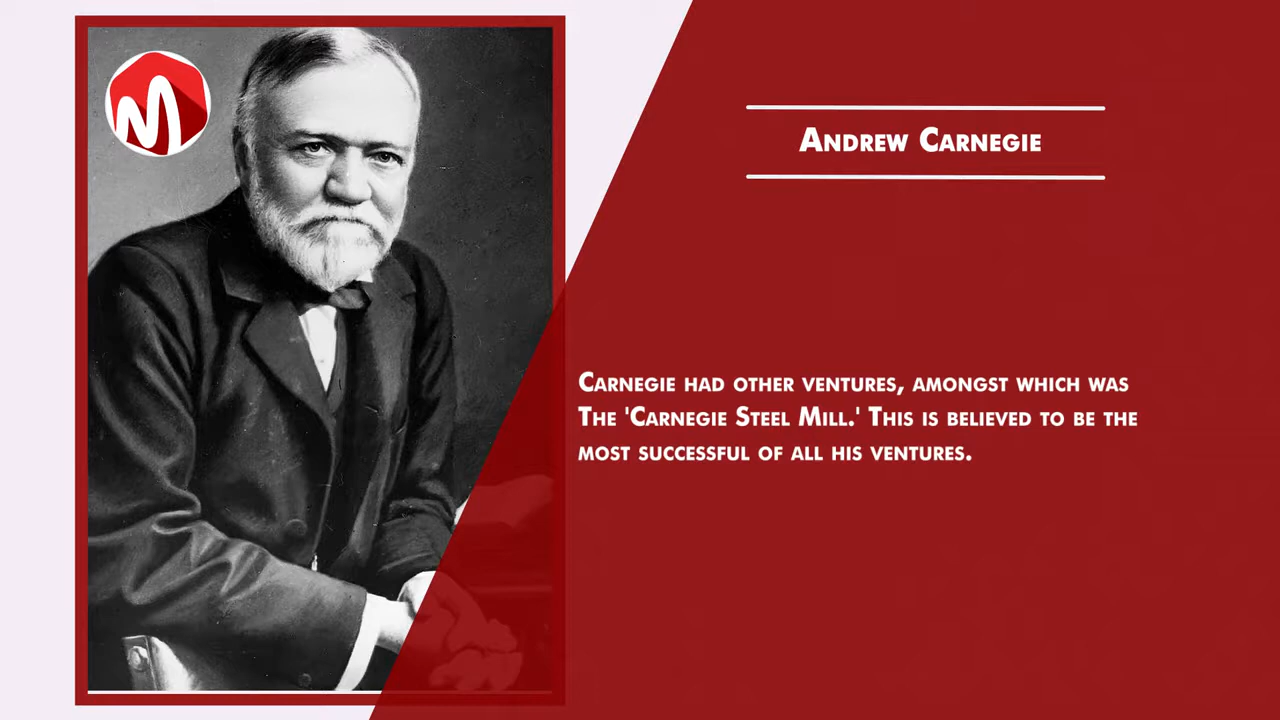 M
Andrew Carnegie
Carnegie had other ventures, amongst which was
The 'Carnegie Steel Mill.' This is believed to be the
most successful of all his ventures.